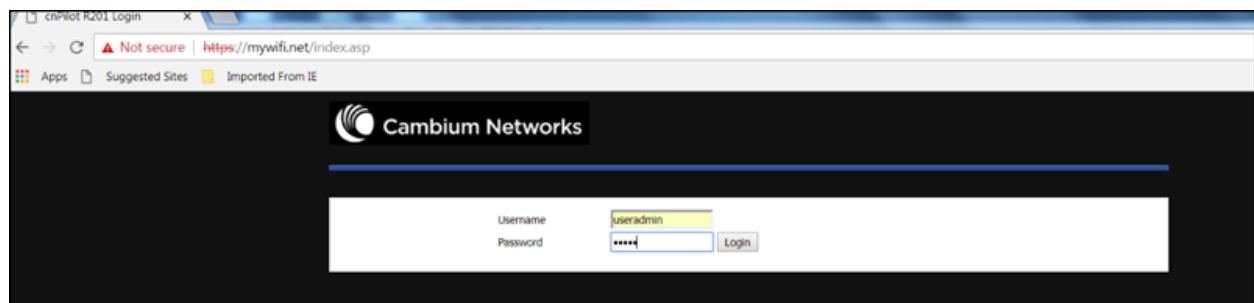 cnPilot R201 Login
Not secure | https://mywifi.net/index.asp
Apps Suggested Sites Imported From IE
Cambium Networks
Username useradmin
Password ••••• Login